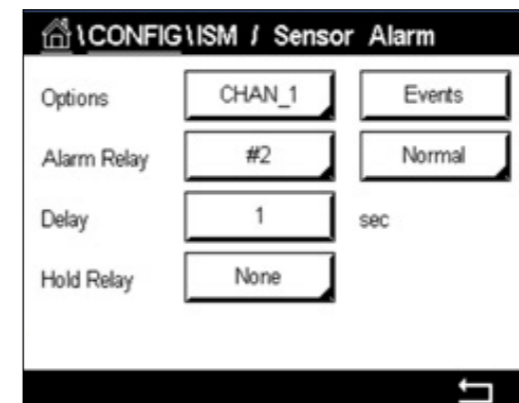 \CONFIG\ISM / Sensor Alarm
Options CHAN_1 Events
Alarm Relay #2 Normal
Delay 1 sec
Hold Relay None